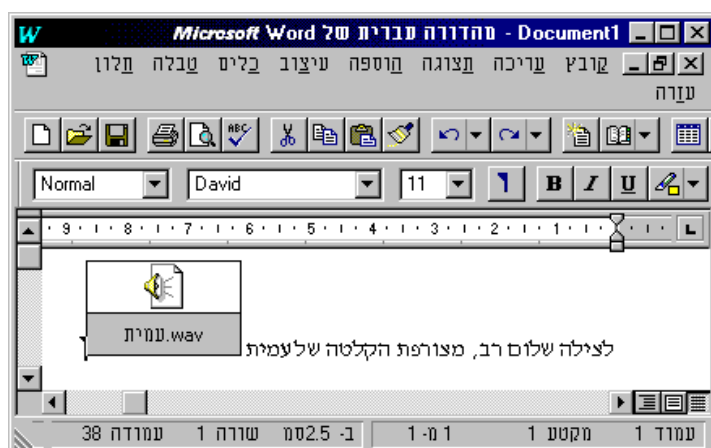 Microsoft Word מהדורה עברית של - Document1
קובץ עריכה תצוגה הוספה עיצוב כלים טבלה חלון
עזרה
ABC
Normal David 11 B I U
9 8 7 6 5 4 3 2 1 L
עמית.wav
לצילה שלום רב, מצורפת הקלטה של עמית
עמוד 1 מקטע 1 1 מ- 1 ב- 2.5סמ שורה 1 עמודה 38